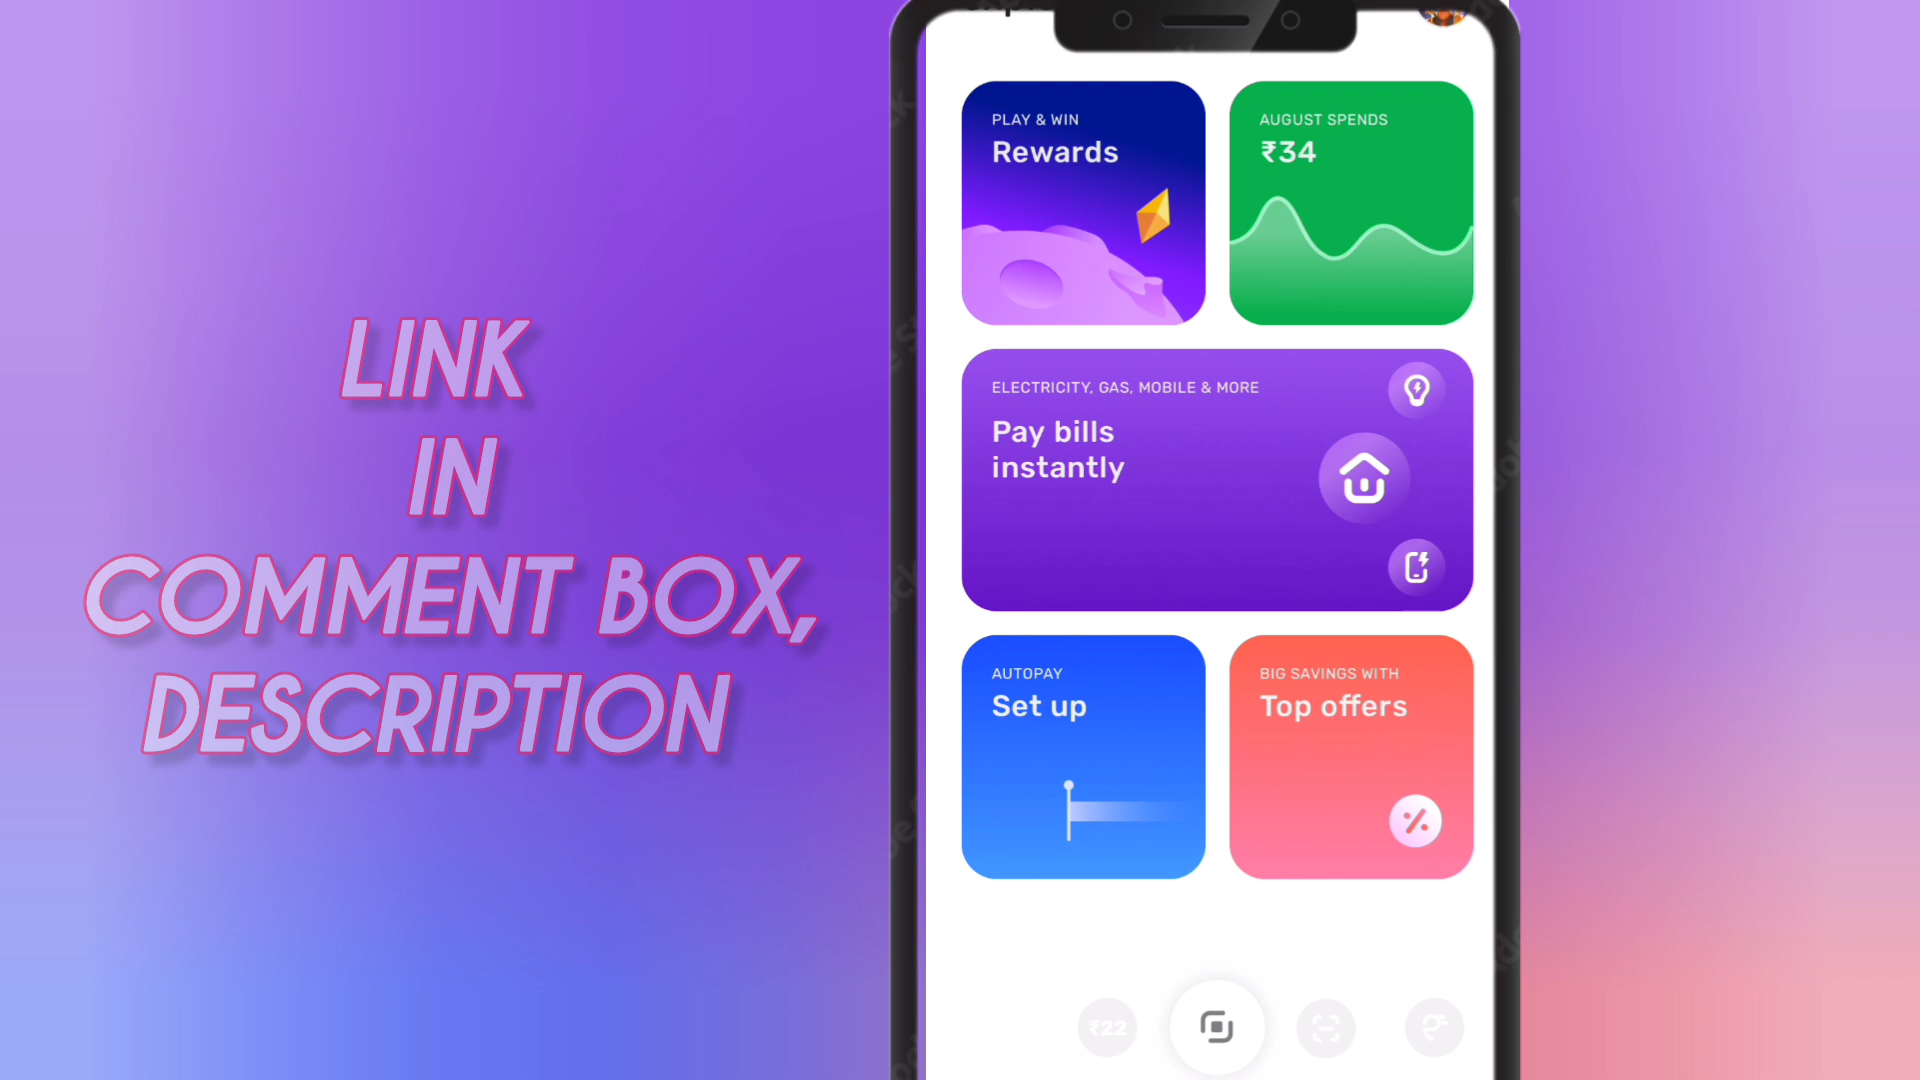 LINK
IN
COMMENT BOX,
DESCRIPTION
PLAY & WIN
Rewards
AUGUST SPENDS
₹34
ELECTRICITY, GAS, MOBILE & MORE
Pay bills
instantly
AUTOPAY
Set up
BIG SAVINGS WITH
Top offers
₹22